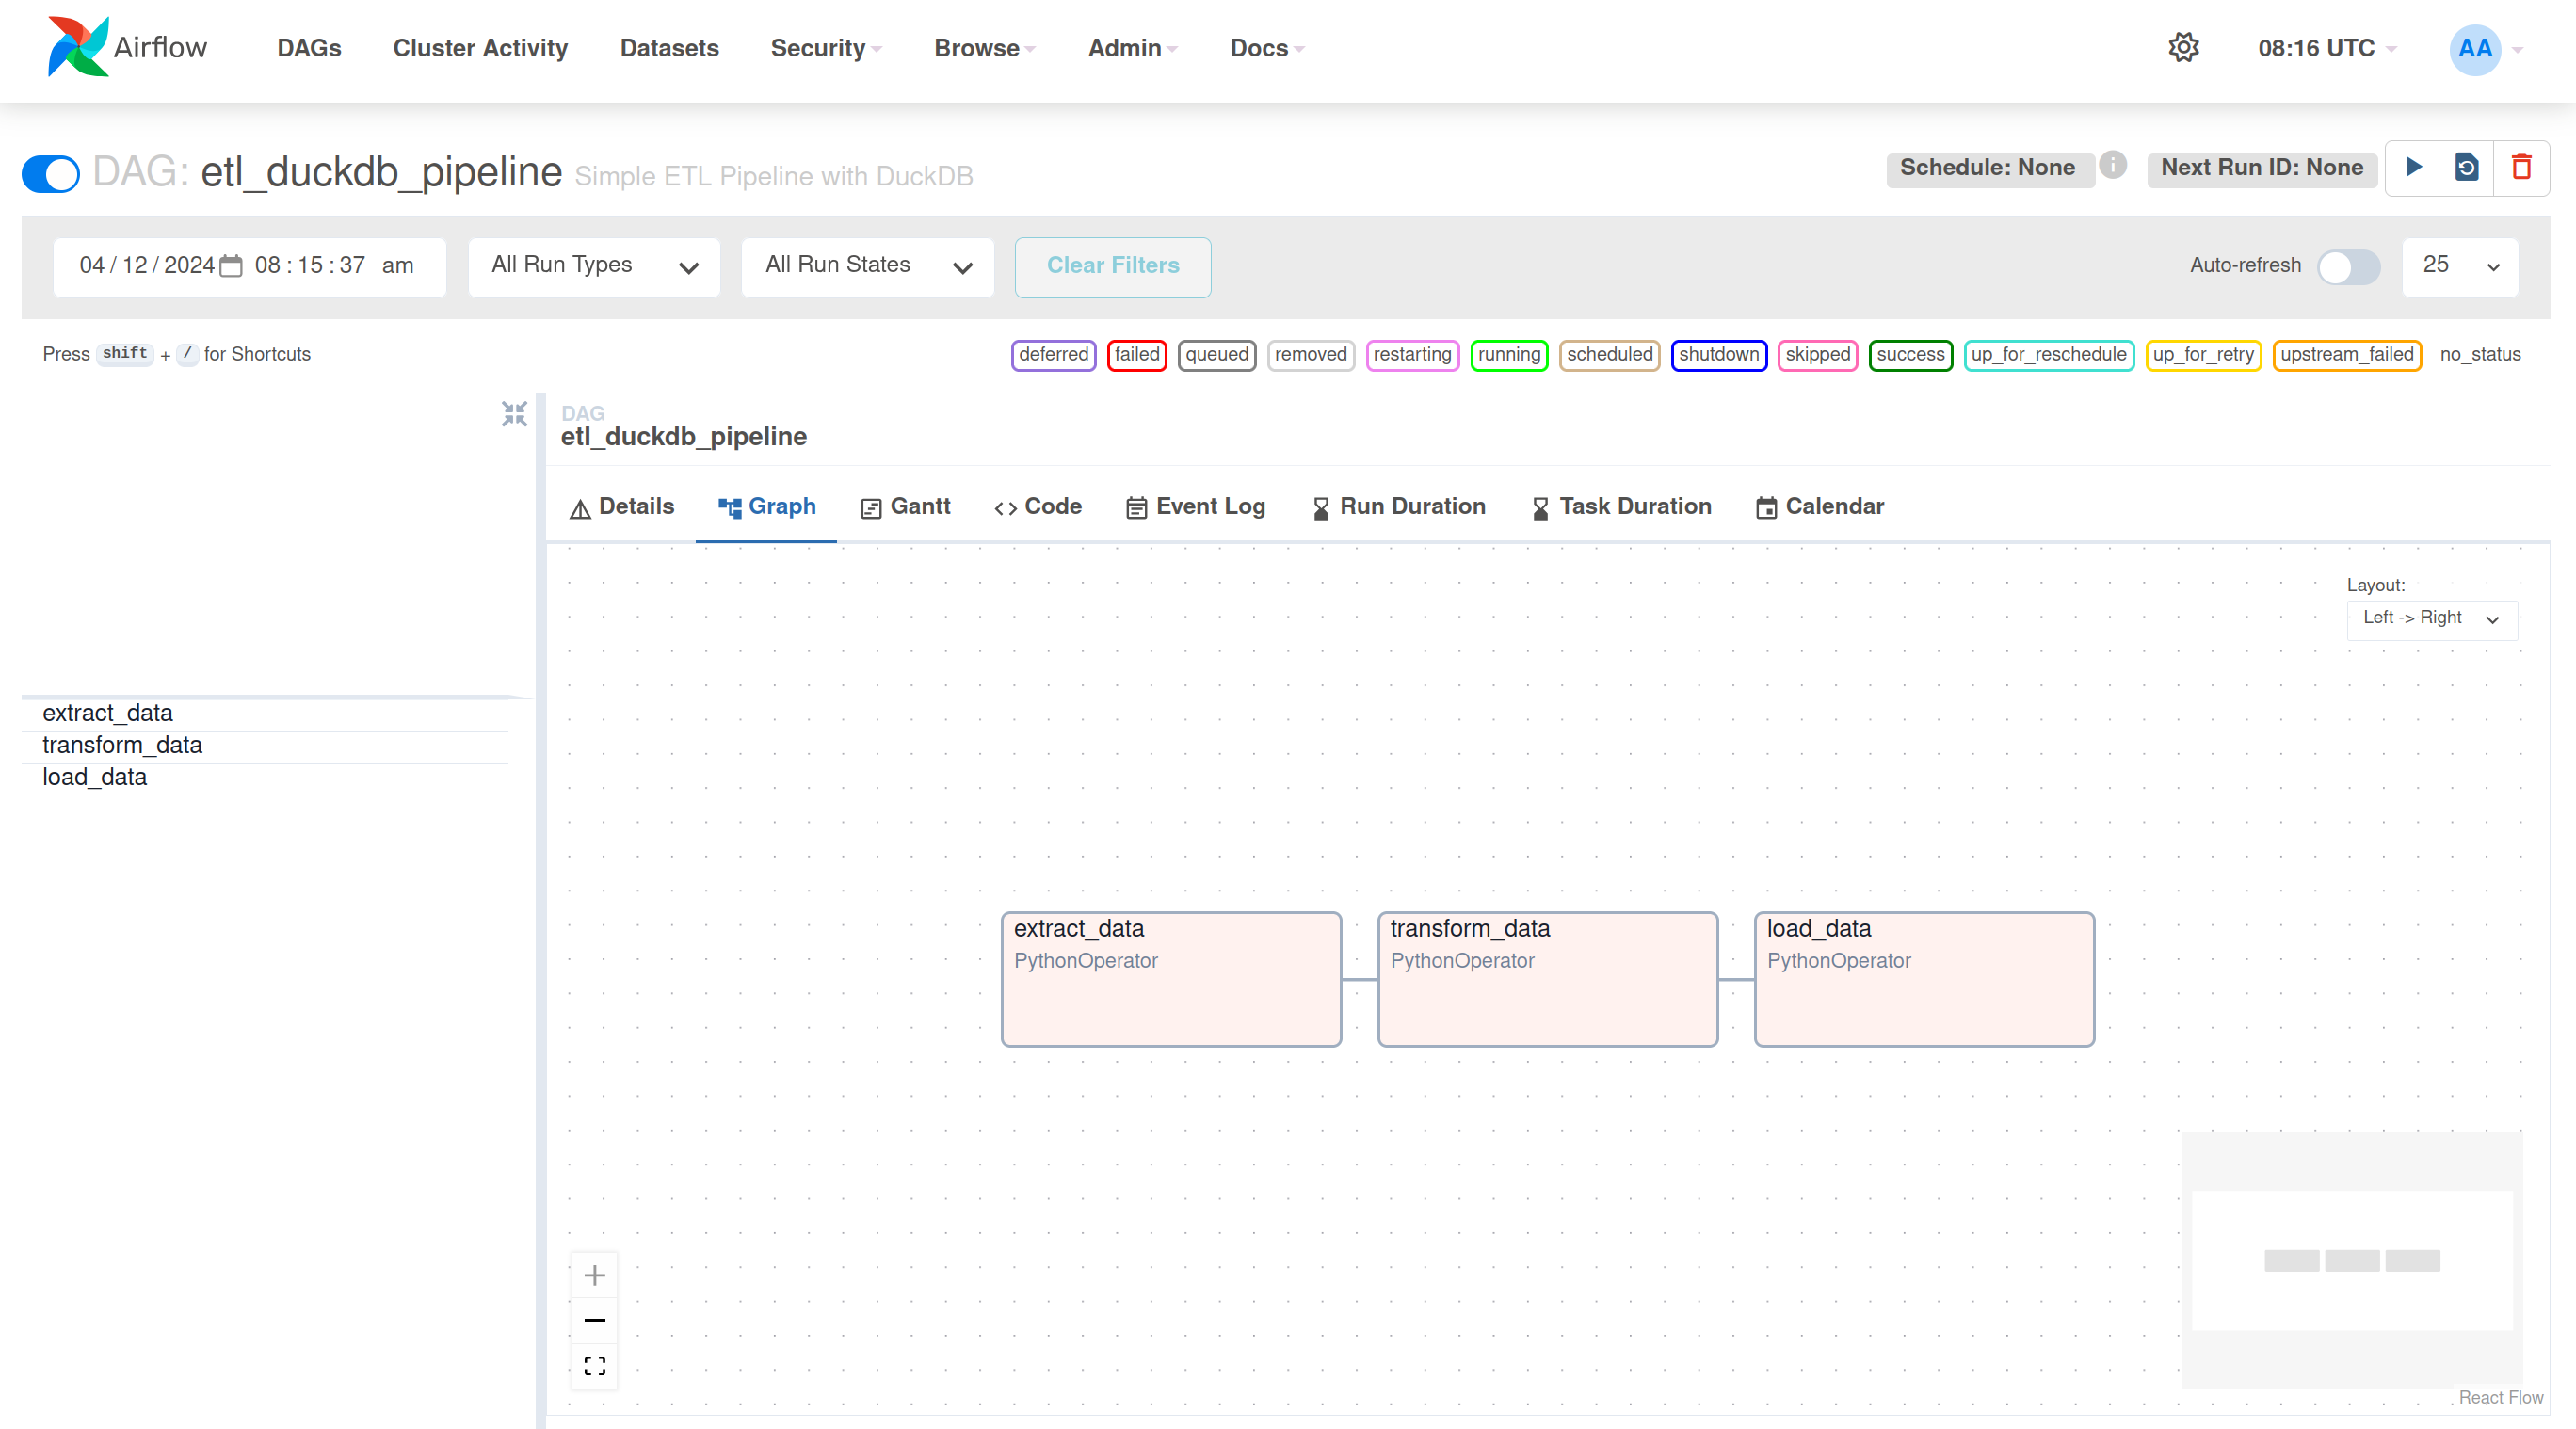 Airflow DAGs Cluster Activity Datasets Security Browse Admin Docs 08:16 UTC AA
DAG: etl_duckdb_pipeline Simple ETL Pipeline with DuckDB Schedule: None i Next Run ID: None
04 / 12 / 2024 08 : 15 : 37 am All Run Types All Run States Clear Filters Auto-refresh 25
Press shift + / for Shortcuts deferred failed queued removed restarting running scheduled shutdown skipped success up_for_reschedule up_for_retry upstream_failed no_status
DAG
etl_duckdb_pipeline
Details Graph Gantt Code Event Log Run Duration Task Duration Calendar
Layout:
Left -> Right
extract_data
transform_data
load_data
extract_data transform_data load_data
PythonOperator PythonOperator PythonOperator
React Flow